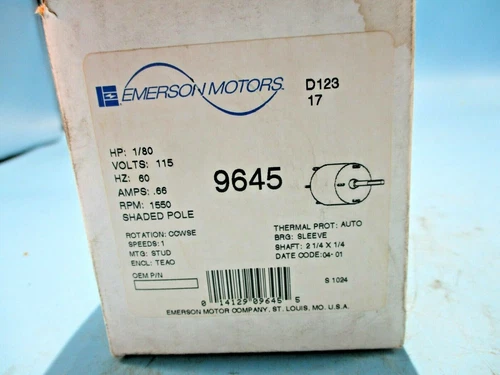 EMERSON MOTORS
D123
17
HP: 1/80
VOLTS: 115
HZ: 60
AMPS: .66
RPM: 1550
SHADED POLE
9645
ROTATION: CCWSE
SPEEDS: 1
MTG: STUD
ENCL: TEAO
THERMAL PROT: AUTO
BRG: SLEEVE
SHAFT: 2 1/4 X 1/4
DATE CODE: 04-01
OEM P/N
S 1024
0 14129 09645 5
EMERSON MOTOR COMPANY, ST. LOUIS, MO. U.S.A.